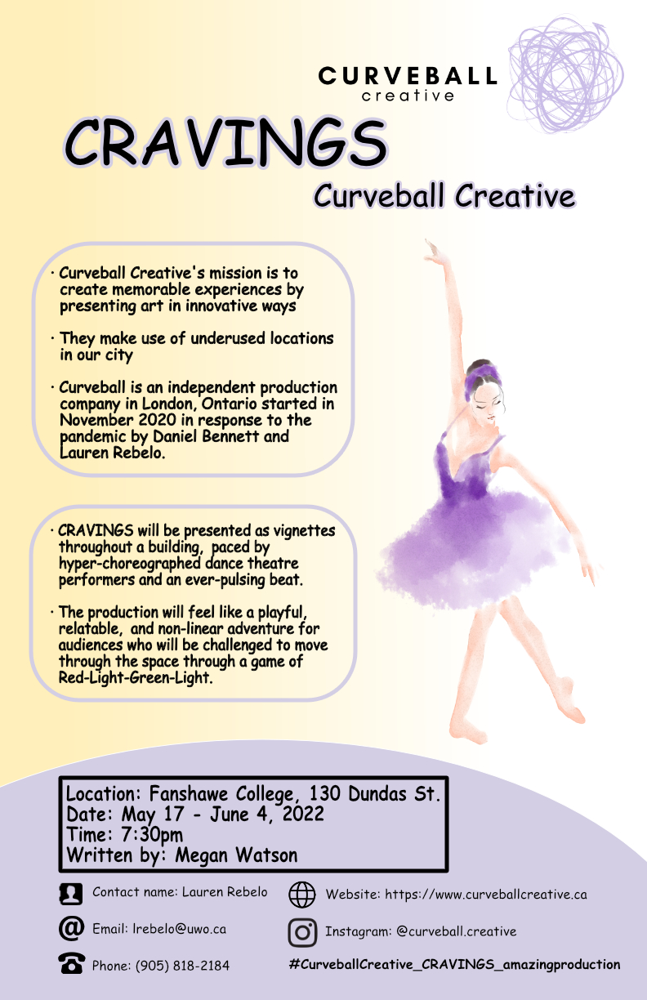 CURVEBALL
creative
CRAVINGS
Curveball Creative
· Curveball Creative's mission is to
create memorable experiences by
presenting art in innovative ways
· They make use of underused locations
in our city
· Curveball is an independent production
company in London, Ontario started in
November 2020 in response to the
pandemic by Daniel Bennett and
Lauren Rebelo.
· CRAVINGS will be presented as vignettes
throughout a building, paced by
hyper-choreographed dance theatre
performers and an ever-pulsing beat.
· The production will feel like a playful,
relatable, and non-linear adventure for
audiences who will be challenged to move
through the space through a game of
Red-Light-Green-Light.
Location: Fanshawe College, 130 Dundas St.
Date: May 17 - June 4, 2022
Time: 7:30pm
Written by: Megan Watson
Contact name: Lauren Rebelo
Email: lrebelo@uwo.ca
Phone: (905) 818-2184
Website: https://www.curveballcreative.ca
Instagram: @curveball.creative
#CurveballCreative_CRAVINGS_amazingproduction